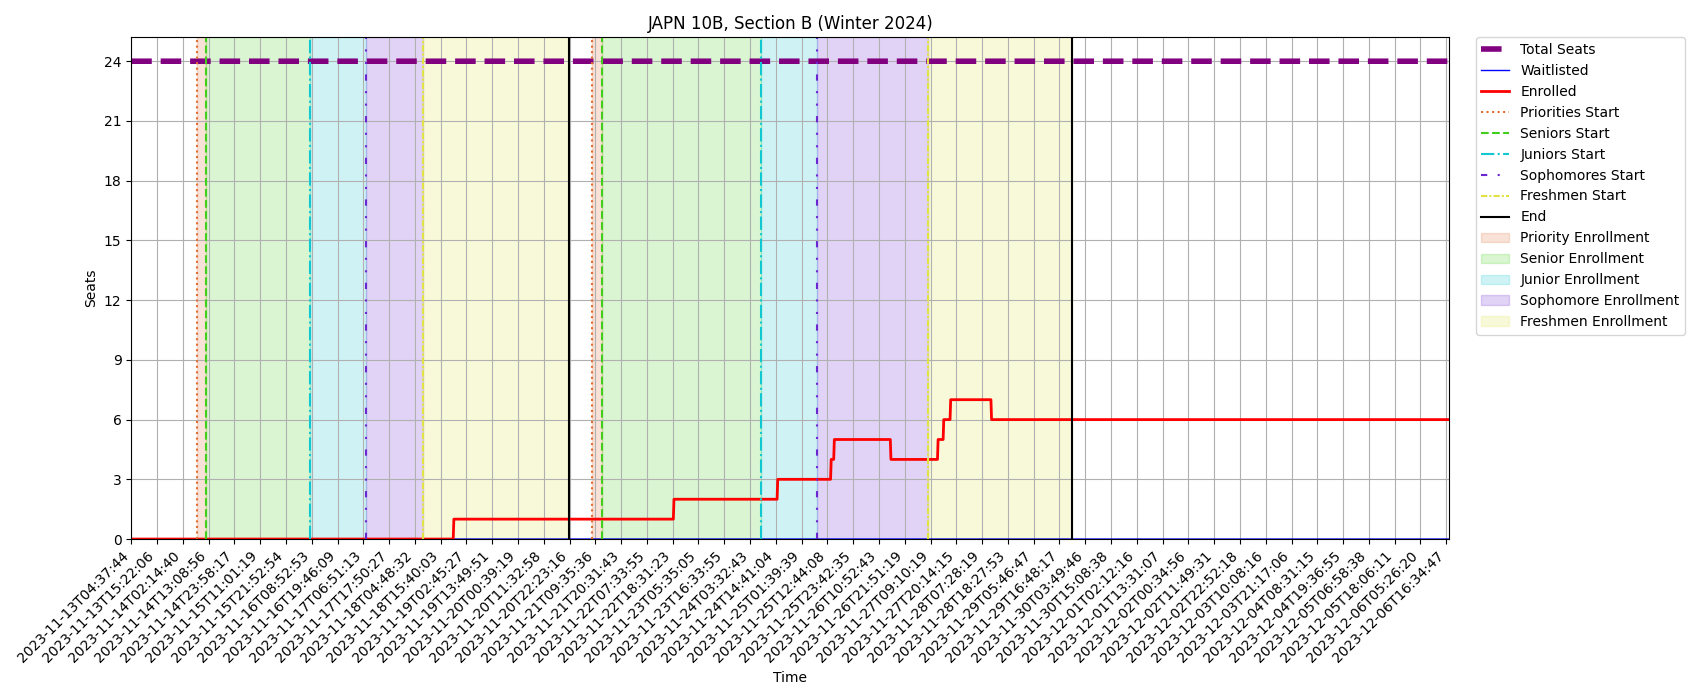 JAPN 10B, Section B (Winter 2024)
Seats
24
21
18
15
12
9
6
3
0
2023-11-13T04:37:44
2023-11-13T15:22:06
2023-11-14T02:14:40
2023-11-14T13:08:56
2023-11-14T23:58:17
2023-11-15T11:01:19
2023-11-15T21:52:54
2023-11-16T08:52:53
2023-11-16T19:46:09
2023-11-17T06:51:13
2023-11-17T17:50:27
2023-11-18T04:48:32
2023-11-18T15:40:03
2023-11-19T02:45:27
2023-11-19T13:49:51
2023-11-20T00:39:19
2023-11-20T11:32:58
2023-11-20T22:23:16
2023-11-21T09:35:36
2023-11-21T20:31:43
2023-11-22T07:33:55
2023-11-22T18:31:23
2023-11-23T05:35:05
2023-11-23T16:33:55
2023-11-24T03:32:43
2023-11-24T14:41:04
2023-11-25T01:39:39
2023-11-25T12:44:08
2023-11-25T23:42:35
2023-11-26T10:52:43
2023-11-26T21:51:19
2023-11-27T09:10:19
2023-11-27T20:14:15
2023-11-28T07:28:19
2023-11-28T18:27:53
2023-11-29T05:46:47
2023-11-29T16:48:17
2023-11-30T03:49:46
2023-11-30T15:08:38
2023-12-01T02:12:16
2023-12-01T13:31:07
2023-12-02T00:34:56
2023-12-02T11:49:31
2023-12-02T22:52:18
2023-12-03T10:08:16
2023-12-03T21:17:06
2023-12-04T08:31:15
2023-12-04T19:36:55
2023-12-05T06:58:38
2023-12-05T18:06:11
2023-12-06T05:26:20
2023-12-06T16:34:47
Time
Total Seats
Waitlisted
Enrolled
Priorities Start
Seniors Start
Juniors Start
Sophomores Start
Freshmen Start
End
Priority Enrollment
Senior Enrollment
Junior Enrollment
Sophomore Enrollment
Freshmen Enrollment